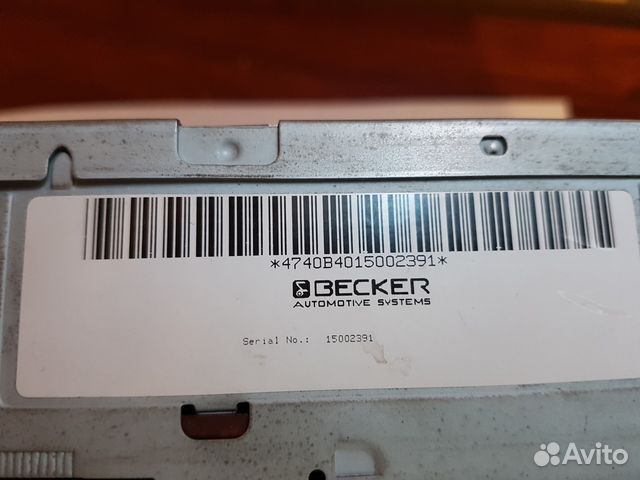 *4740B4015002391*
BECKER
AUTOMOTIVE SYSTEMS
Serial No.: 15002391
Avito